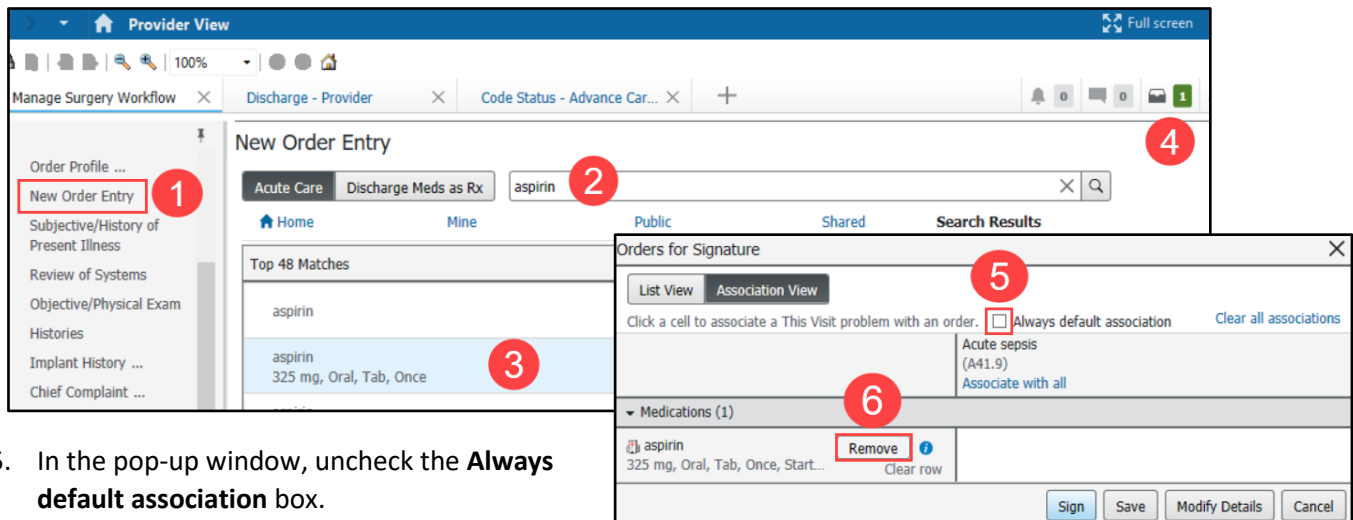 Provider View
Full screen
100%
Manage Surgery Workflow
Discharge - Provider
Code Status - Advance Car...
0
0
1
4
New Order Entry
Order Profile ...
New Order Entry
1
Acute Care
Discharge Meds as Rx
aspirin
2
Subjective/History of
Present Illness
Home
Mine
Public
Shared
Search Results
Review of Systems
Top 48 Matches
Objective/Physical Exam
aspirin
Histories
Implant History ...
aspirin
325 mg, Oral, Tab, Once
3
Chief Complaint ...
Orders for Signature
List View
Association View
5
Click a cell to associate a This Visit problem with an order.
Always default association
Clear all associations
Acute sepsis
(A41.9)
Associate with all
6
Medications (1)
aspirin
Remove
325 mg, Oral, Tab, Once, Start...
Clear row
Sign
Save
Modify Details
Cancel
In the pop-up window, uncheck the Always
default association box.